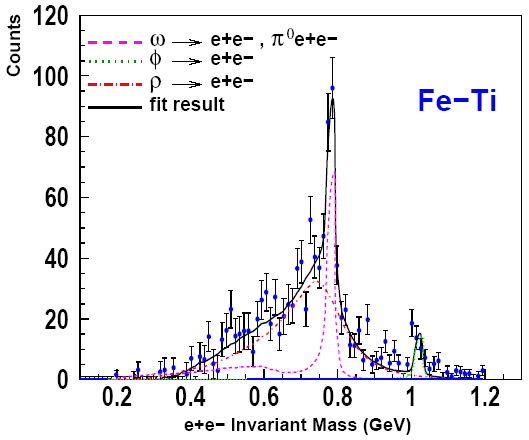 Counts
120
100
80
60
40
20
0
ω → e+e− , π⁰e+e−
ϕ → e+e−
ρ → e+e−
fit result
Fe−Ti
0.2 0.4 0.6 0.8 1.0 1.2
e+e− Invariant Mass (GeV)